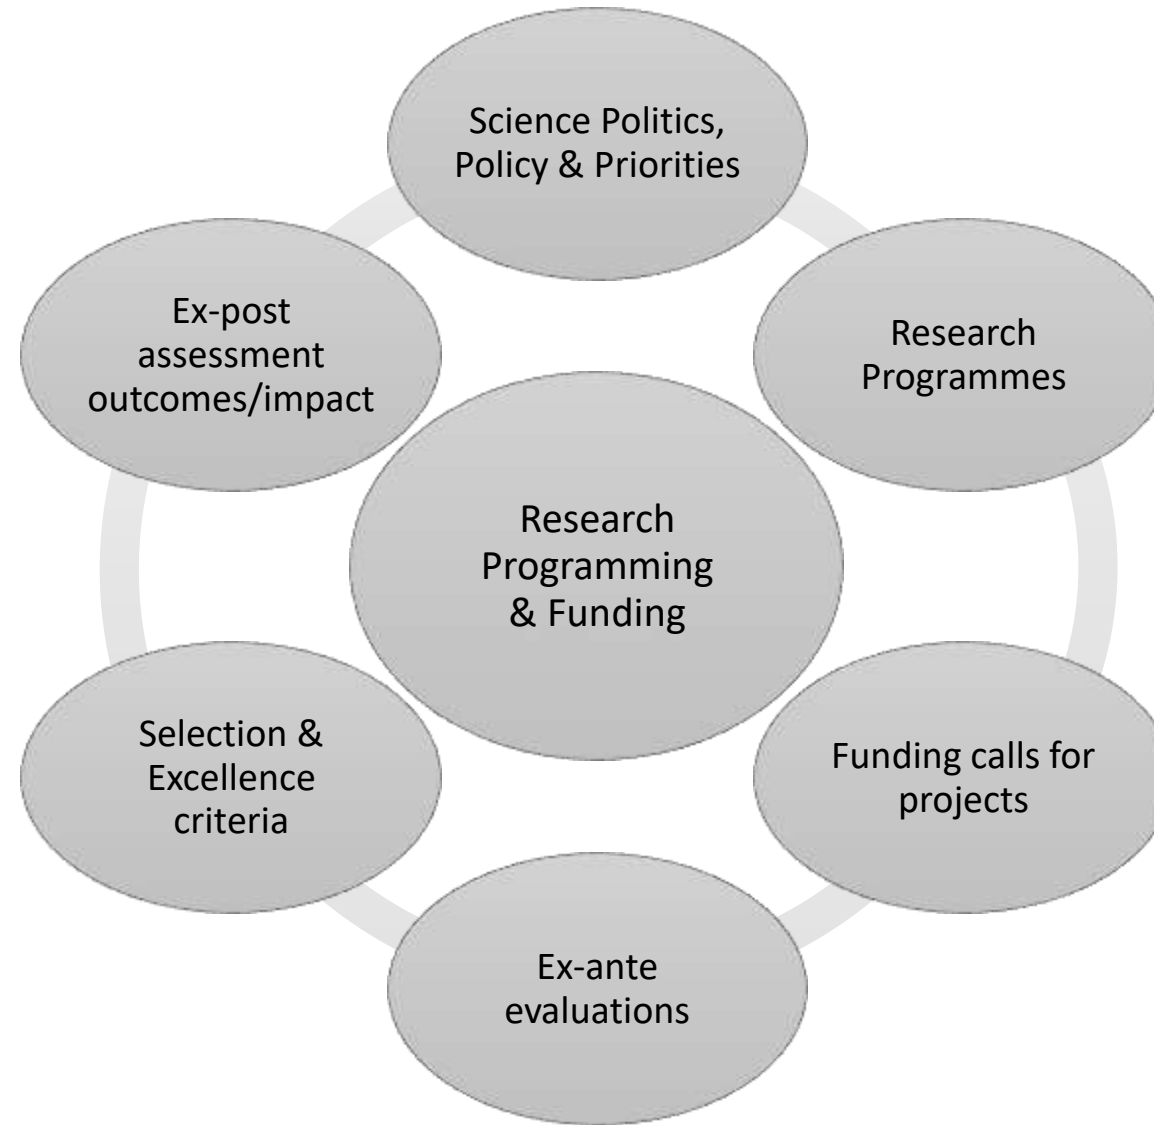 Science Politics,
Policy & Priorities
Research
Programmes
Funding calls for
projects
Ex-ante
evaluations
Selection &
Excellence
criteria
Ex-post
assessment
outcomes/impact
Research
Programming
& Funding